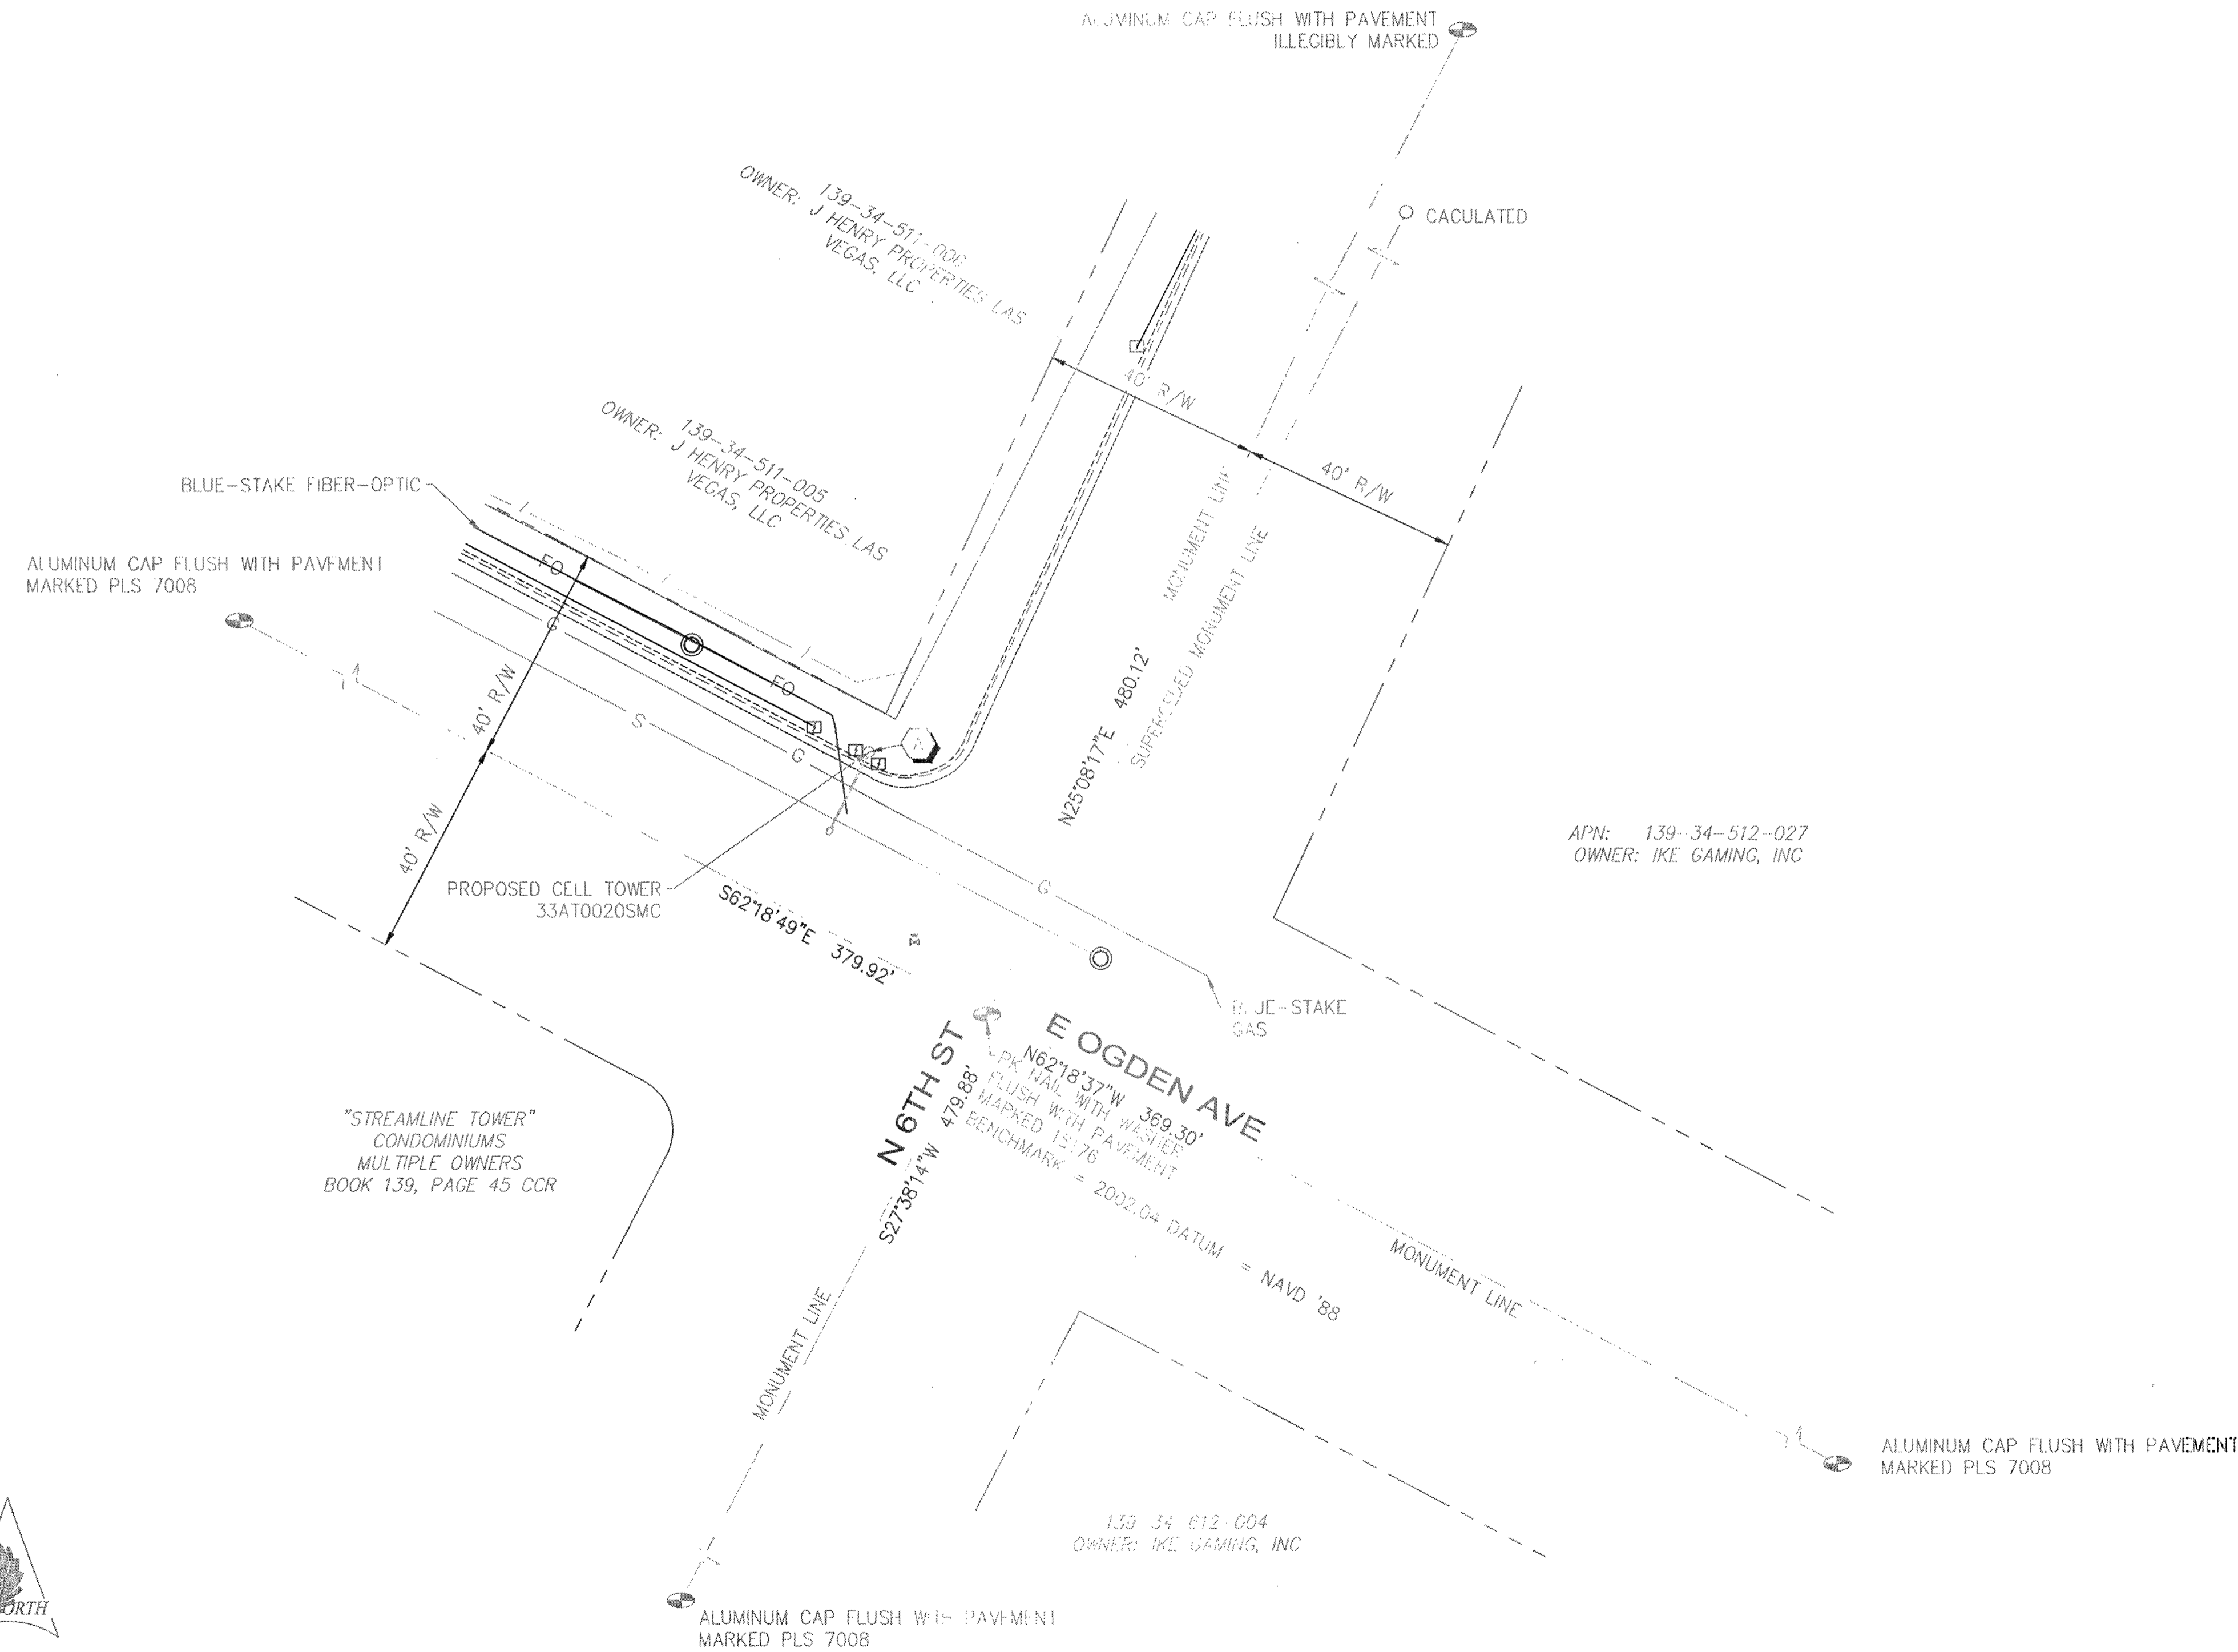 ALUMINUM CAP FLUSH WITH PAVEMENT
ILLEGIBLY MARKED
CACULATED
OWNER: J HENRY PROPERTIES LAS
VEGAS, LLC
40' R/W
40' R/W
139-34-511-005
OWNER: J HENRY PROPERTIES LAS
VEGAS, LLC
BLUE-STAKE FIBER-OPTIC
ALUMINUM CAP FLUSH WITH PAVEMENT
MARKED PLS 7008
FO
G
S
FO
G
40' R/W
40' R/W
MONUMENT LINE
N25°08'17"E 480.12'
SUPERCEDED MONUMENT LINE
APN: 139-34-512-027
OWNER: IKE GAMING, INC
PROPOSED CELL TOWER
33AT0020SMC
S62°18'49"E 379.92'
G
BLUE-STAKE
GAS
E OGDEN AVE
N62°18'37"W 369.30'
PK NAIL WITH WASHER
FLUSH WITH PAVEMENT
MARKED
BENCHMARK = 2002.04 DATUM = NAVD '88
N 6TH ST
S27°38'14"W 479.88'
"STREAMLINE TOWER"
CONDOMINIUMS
MULTIPLE OWNERS
BOOK 139, PAGE 45 CCR
MONUMENT LINE
MONUMENT LINE
ALUMINUM CAP FLUSH WITH PAVEMENT
MARKED PLS 7008
139 34 612-004
OWNER: IKE GAMING, INC
ALUMINUM CAP FLUSH WITH PAVEMENT
MARKED PLS 7008